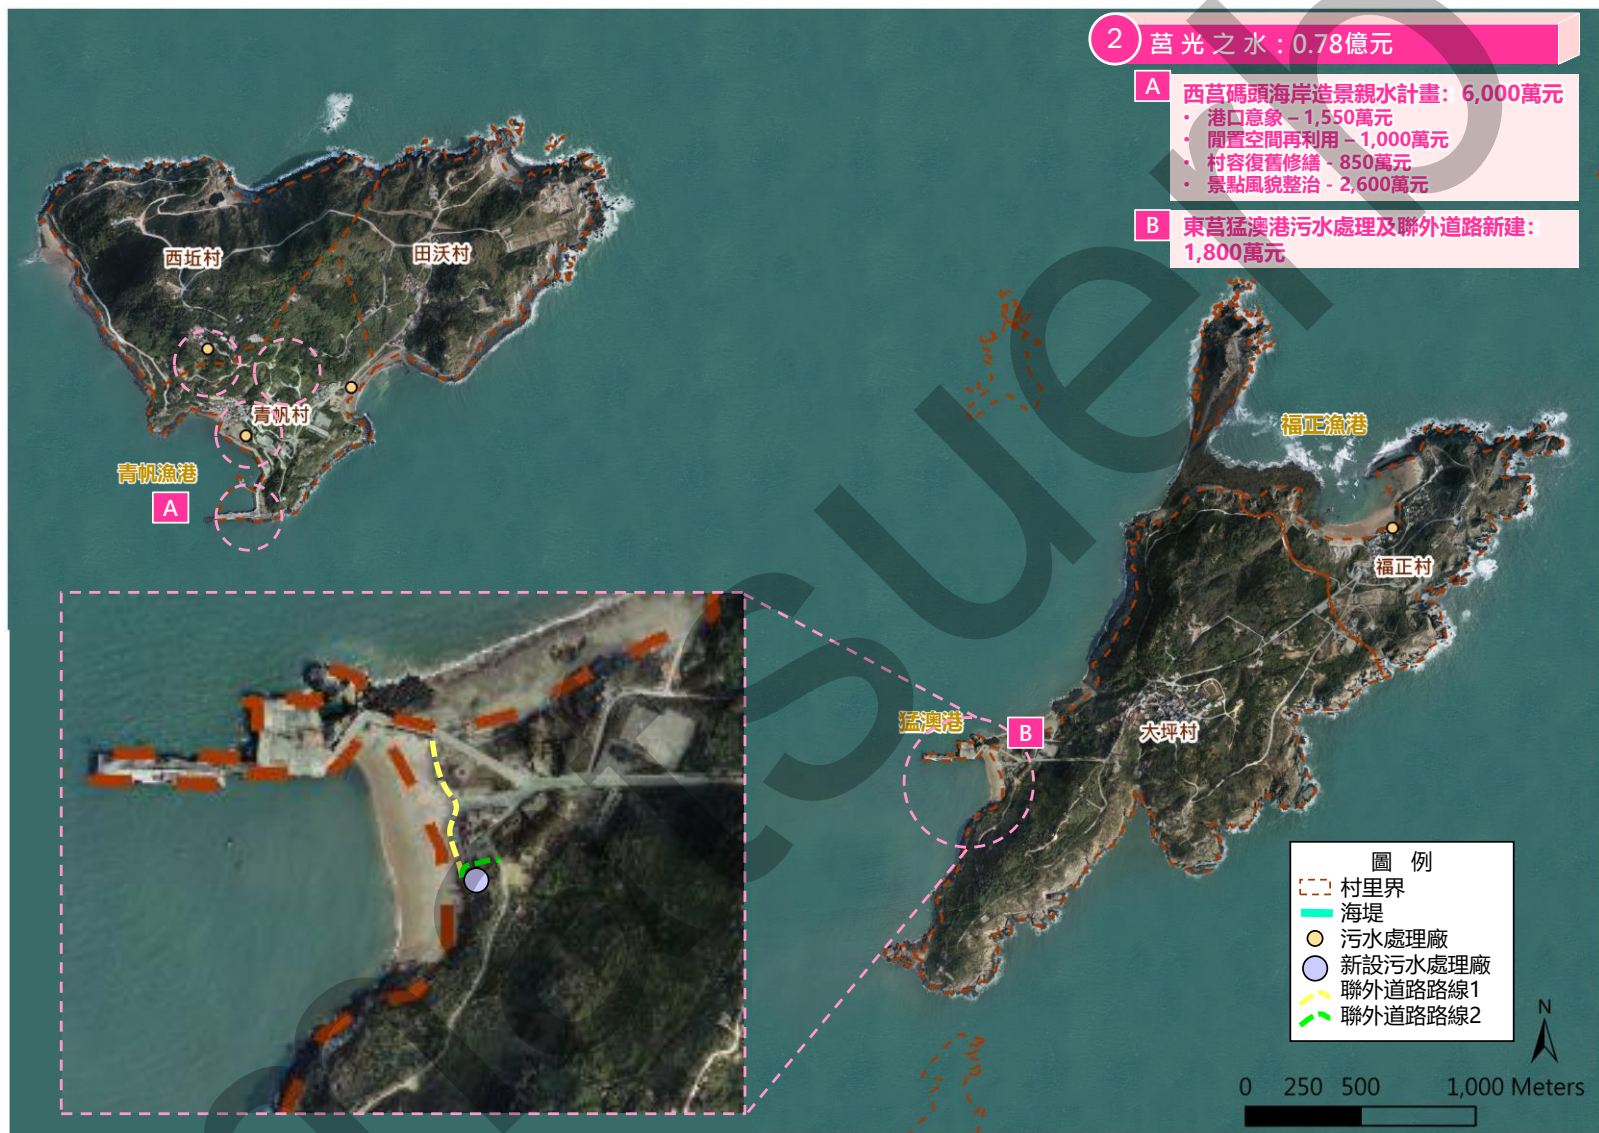 2 莒光之水：0.78億元
A 西莒碼頭海岸造景親水計畫：6,000萬元
• 港口意象 – 1,550萬元
• 閒置空間再利用 – 1,000萬元
• 村容復舊修繕 - 850萬元
• 景點風貌整治 - 2,600萬元
B 東莒猛澳港污水處理及聯外道路新建：
1,800萬元
西坵村
田沃村
青帆村
青帆漁港
A
福正漁港
福正村
猛澳港
B
大坪村
圖 例
村里界
海堤
污水處理廠
新設污水處理廠
聯外道路路線1
聯外道路路線2
N
0 250 500 1,000 Meters